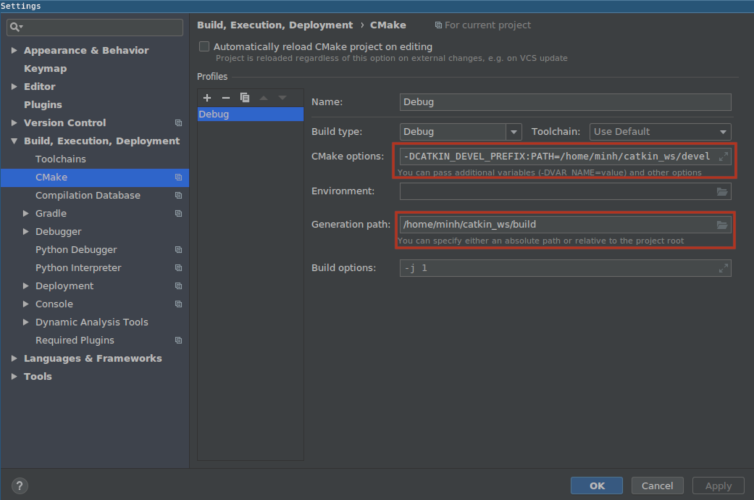 Settings
Appearance & Behavior
Keymap
Editor
Plugins
Version Control
Build, Execution, Deployment
Toolchains
CMake
Compilation Database
Gradle
Debugger
Python Debugger
Python Interpreter
Deployment
Console
Dynamic Analysis Tools
Required Plugins
Languages & Frameworks
Tools
Build, Execution, Deployment › CMake For current project
Automatically reload CMake project on editing
Project is reloaded regardless of this option on external changes, e.g. on VCS update
Profiles
Debug
Name: Debug
Build type: Debug Toolchain: Use Default
CMake options: -DCATKIN_DEVEL_PREFIX:PATH=/home/minh/catkin_ws/devel
You can pass additional variables (-DVAR_NAME=value) and other options
Environment:
Generation path: /home/minh/catkin_ws/build
You can specify either an absolute path or relative to the project root
Build options: -j 1
?
OK Cancel Apply